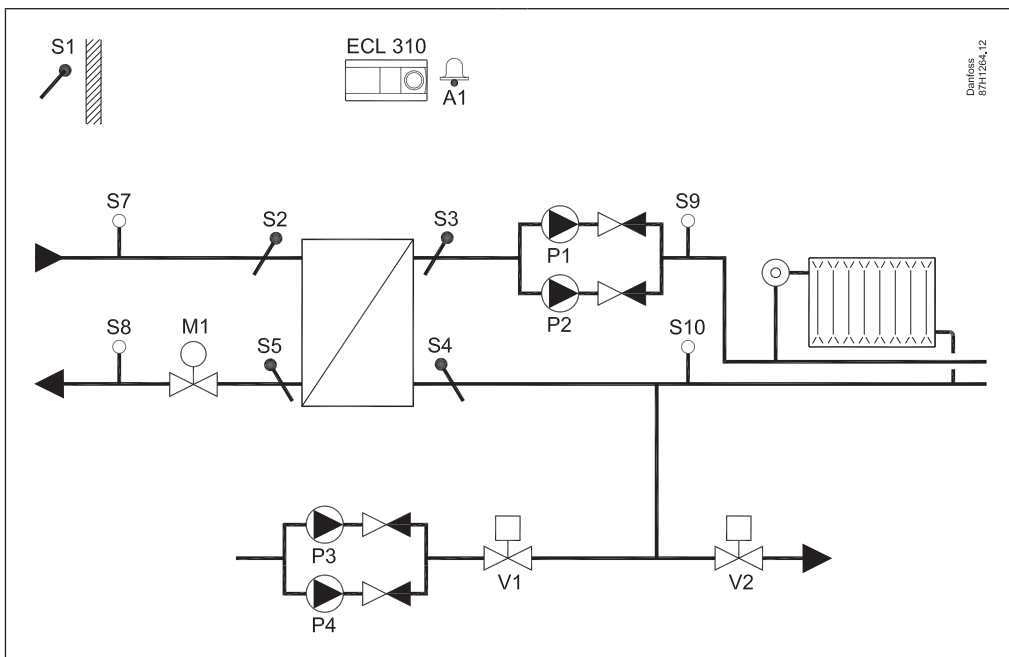 S1
ECL 310
A1
Danfoss
87H1264.12
S7
S2
S3
P1
S9
P2
S8
M1
S5
S4
S10
P3
V1
V2
P4